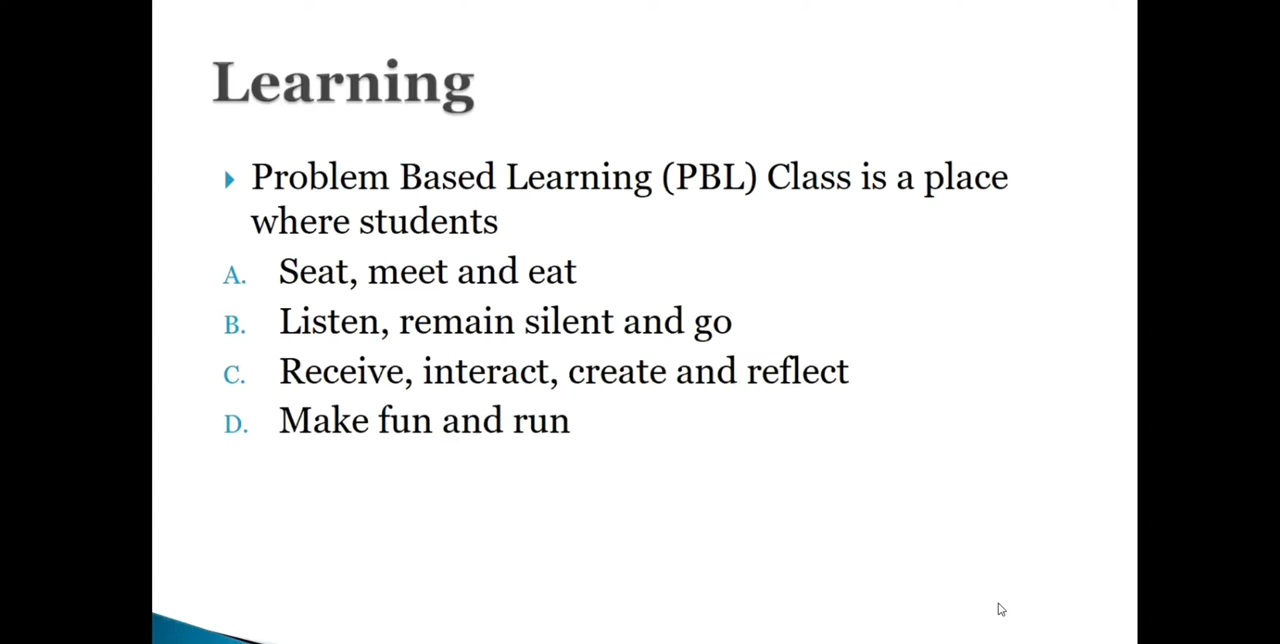 Learning
Problem Based Learning (PBL) Class is a place
where students
A. Seat, meet and eat
B. Listen, remain silent and go
C. Receive, interact, create and reflect
D. Make fun and run